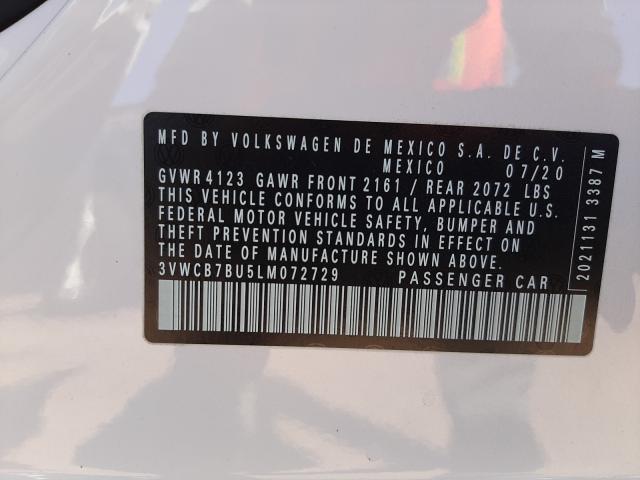 MFD BY VOLKSWAGEN DE MEXICO S.A. DE C.V.
MEXICO 07/20
GVWR 4123 GAWR FRONT 2161 / REAR 2072 LBS
THIS VEHICLE CONFORMS TO ALL APPLICABLE U.S.
FEDERAL MOTOR VEHICLE SAFETY, BUMPER AND
THEFT PREVENTION STANDARDS IN EFFECT ON
THE DATE OF MANUFACTURE SHOWN ABOVE.
3VWCB7BU5LM072729 PASSENGER CAR
2021131 3387 M